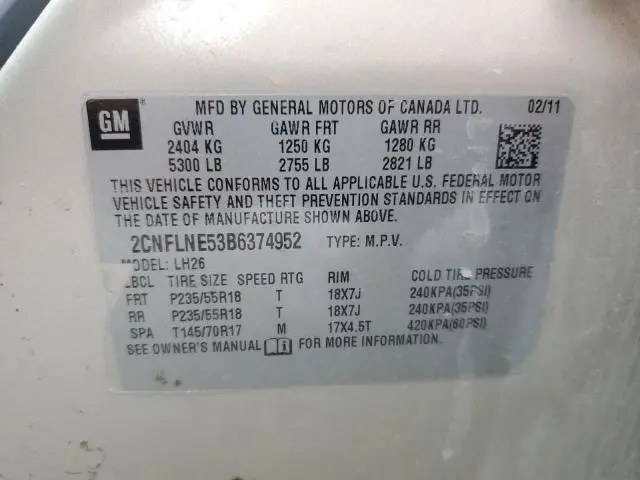 GM
MFD BY GENERAL MOTORS OF CANADA LTD. 02/11
GVWR GAWR FRT GAWR RR
2404 KG 1250 KG 1280 KG
5300 LB 2755 LB 2821 LB
THIS VEHICLE CONFORMS TO ALL APPLICABLE U.S. FEDERAL MOTOR
VEHICLE SAFETY AND THEFT PREVENTION STANDARDS IN EFFECT ON
THE DATE OF MANUFACTURE SHOWN ABOVE.
2CNFLNE53B6374952 TYPE: M.P.V.
MODEL: LH26
LBCL TIRE SIZE SPEED RTG RIM COLD TIRE PRESSURE
FRT P235/55R18 T 18X7J 240KPA(35PSI)
RR P235/55R18 T 18X7J 240KPA(35PSI)
SPA T145/70R17 M 17X4.5T 420KPA(60PSI)
SEE OWNER'S MANUAL FOR MORE INFORMATION.